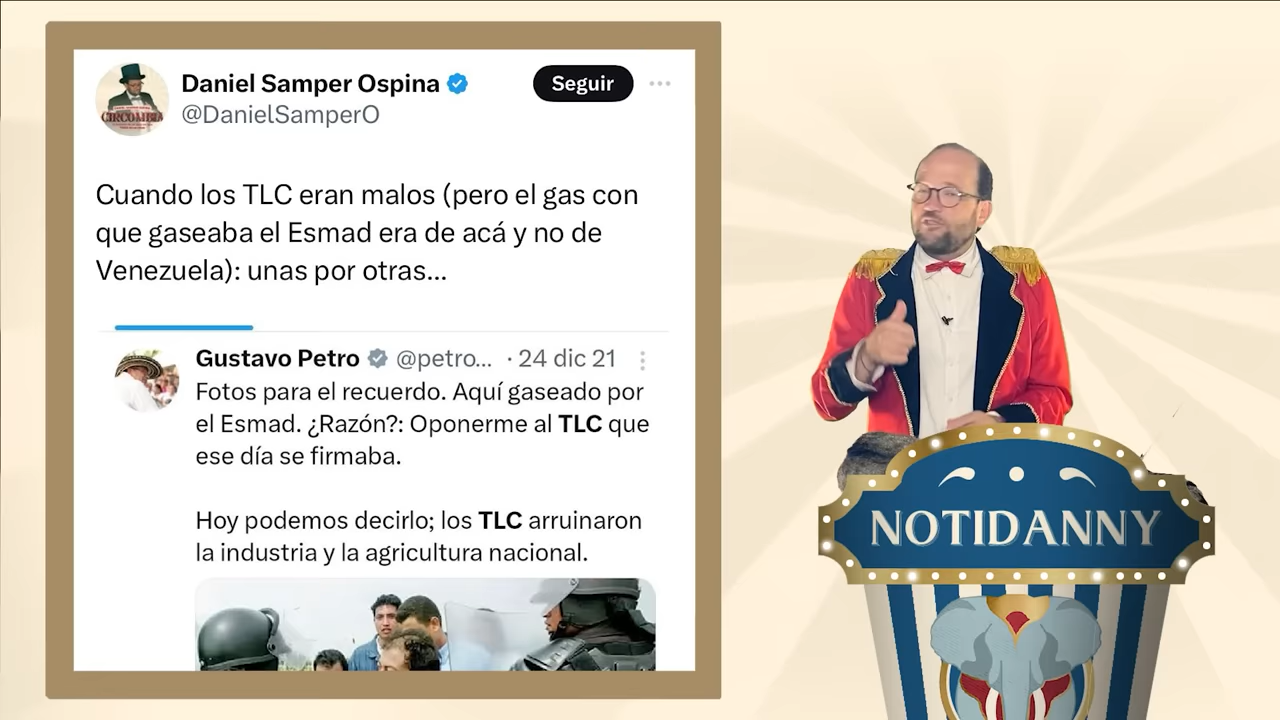 Daniel Samper Ospina
Seguir
@DanielSamperO
CIRCOMBIA
Cuando los TLC eran malos (pero el gas con
que gaseaba el Esmad era de acá y no de
Venezuela): unas por otras...
Gustavo Petro @petro... · 24 dic 21
Fotos para el recuerdo. Aquí gaseado por
el Esmad. ¿Razón?: Oponerme al TLC que
ese día se firmaba.
Hoy podemos decirlo; los TLC arruinaron
la industria y la agricultura nacional.
NOTIDANNY